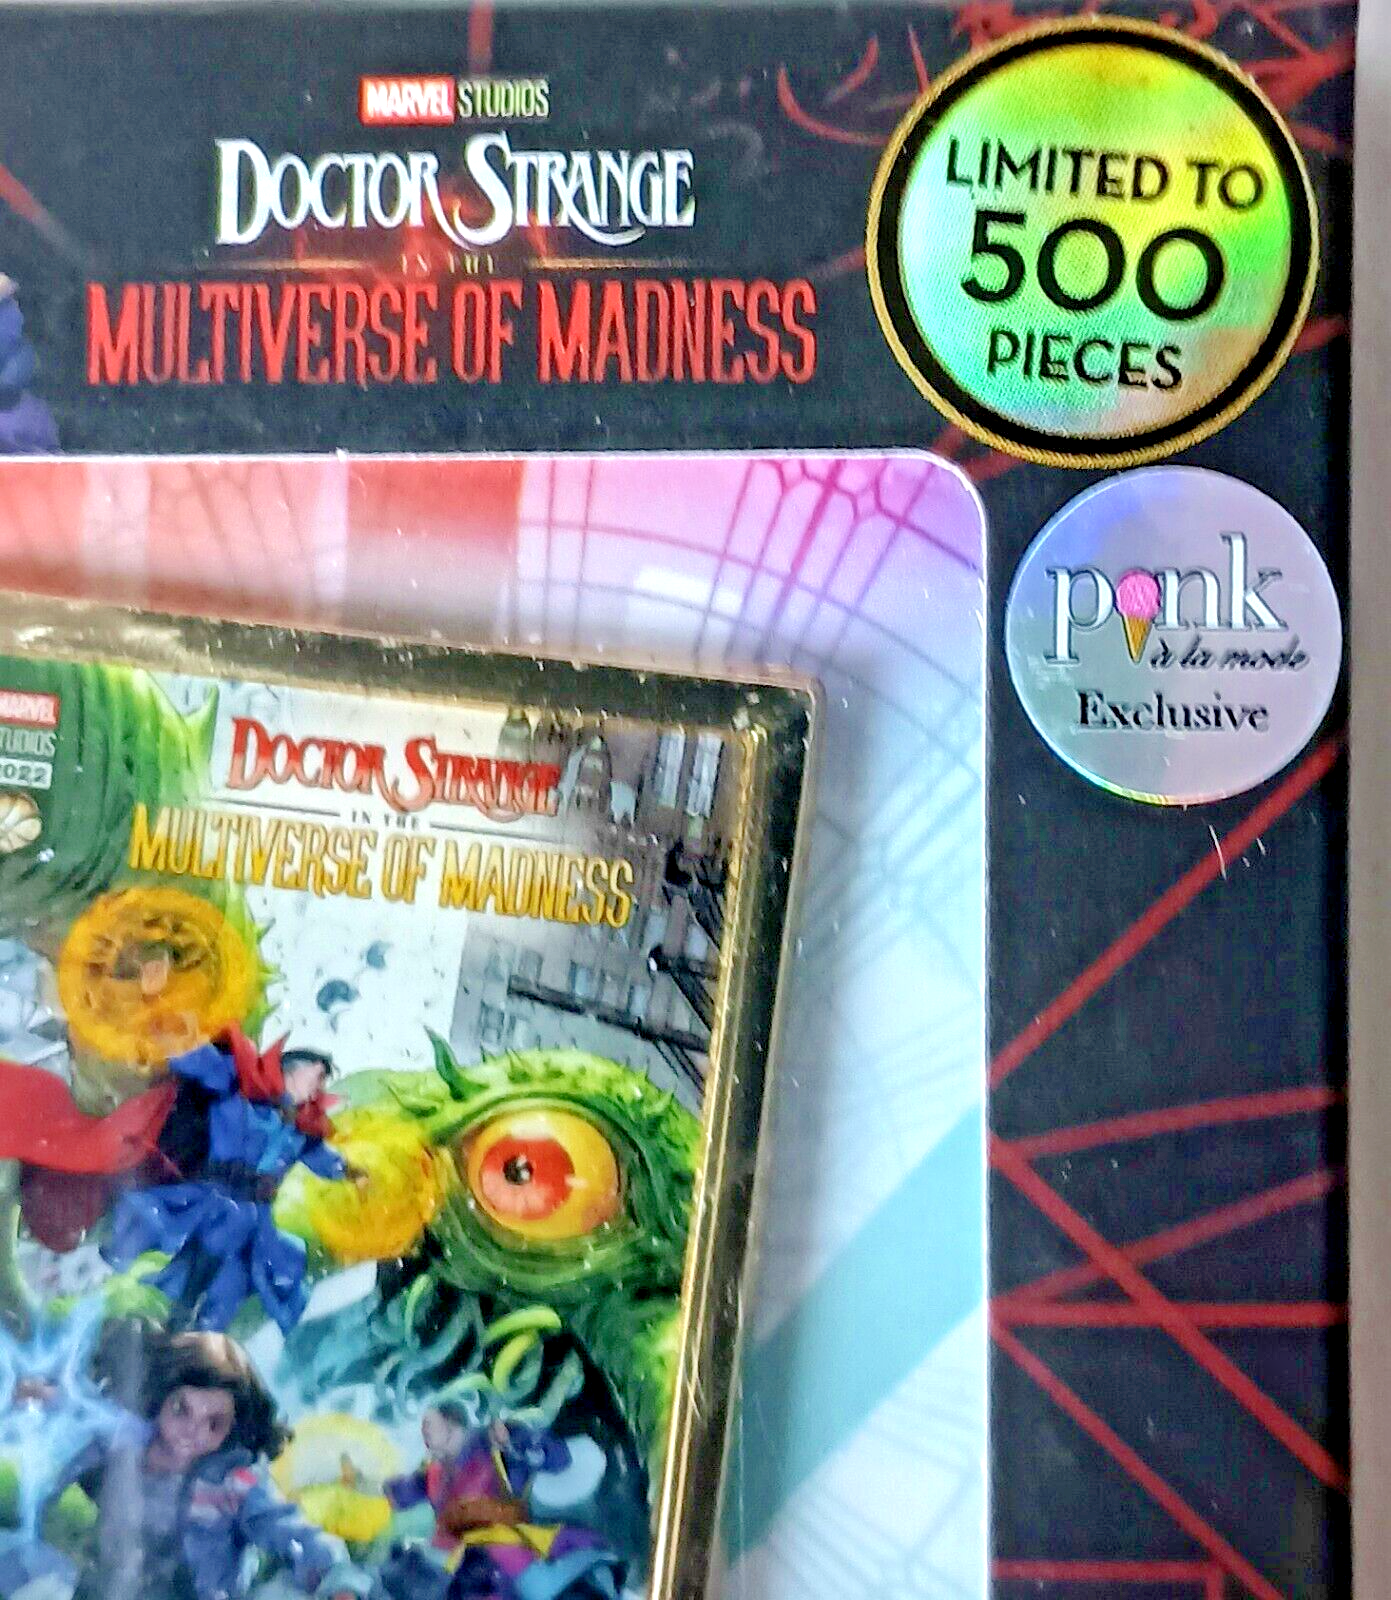 MARVEL STUDIOS
DOCTOR STRANGE
IN THE
MULTIVERSE OF MADNESS
LIMITED TO
500
PIECES
pink
à la mode
Exclusive
MARVEL
STUDIOS
2022
DOCTOR STRANGE
IN THE
MULTIVERSE OF MADNESS